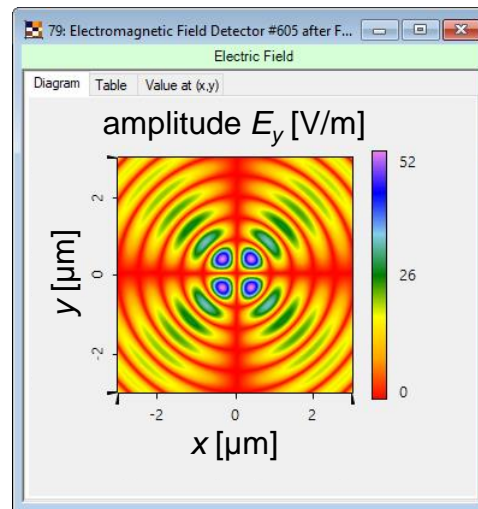 79: Electromagnetic Field Detector #605 after F...
Electric Field
Diagram Table Value at (x,y)
amplitude E_y [V/m]
52
26
0
y [µm]
2
0
-2
-2 0 2
x [µm]